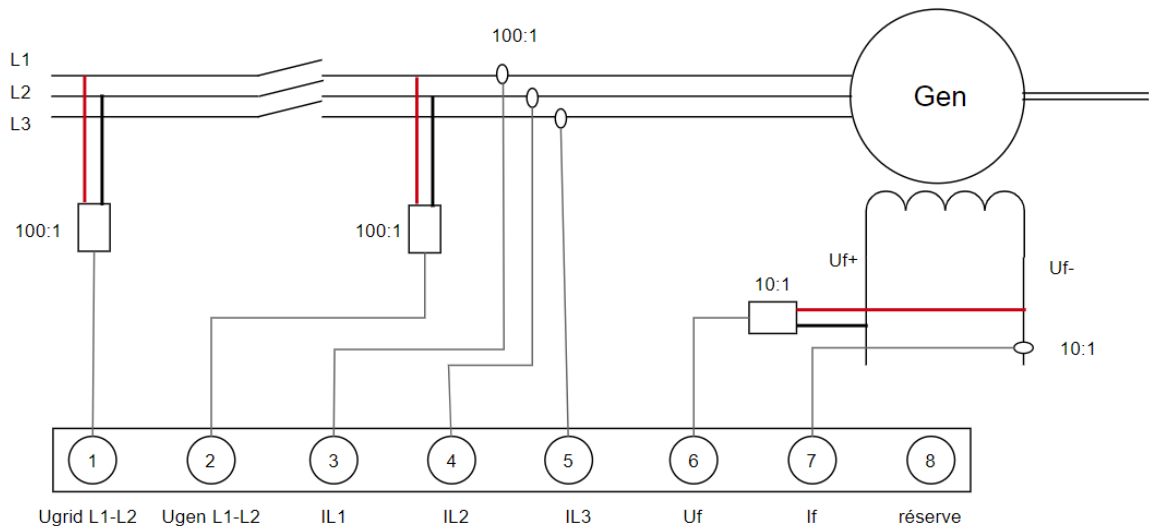 100:1
L1
L2
L3
Gen
100:1
100:1
Uf+
Uf-
10:1
10:1
1 2 3 4 5 6 7 8
Ugrid L1-L2 Ugen L1-L2 IL1 IL2 IL3 Uf If réserve